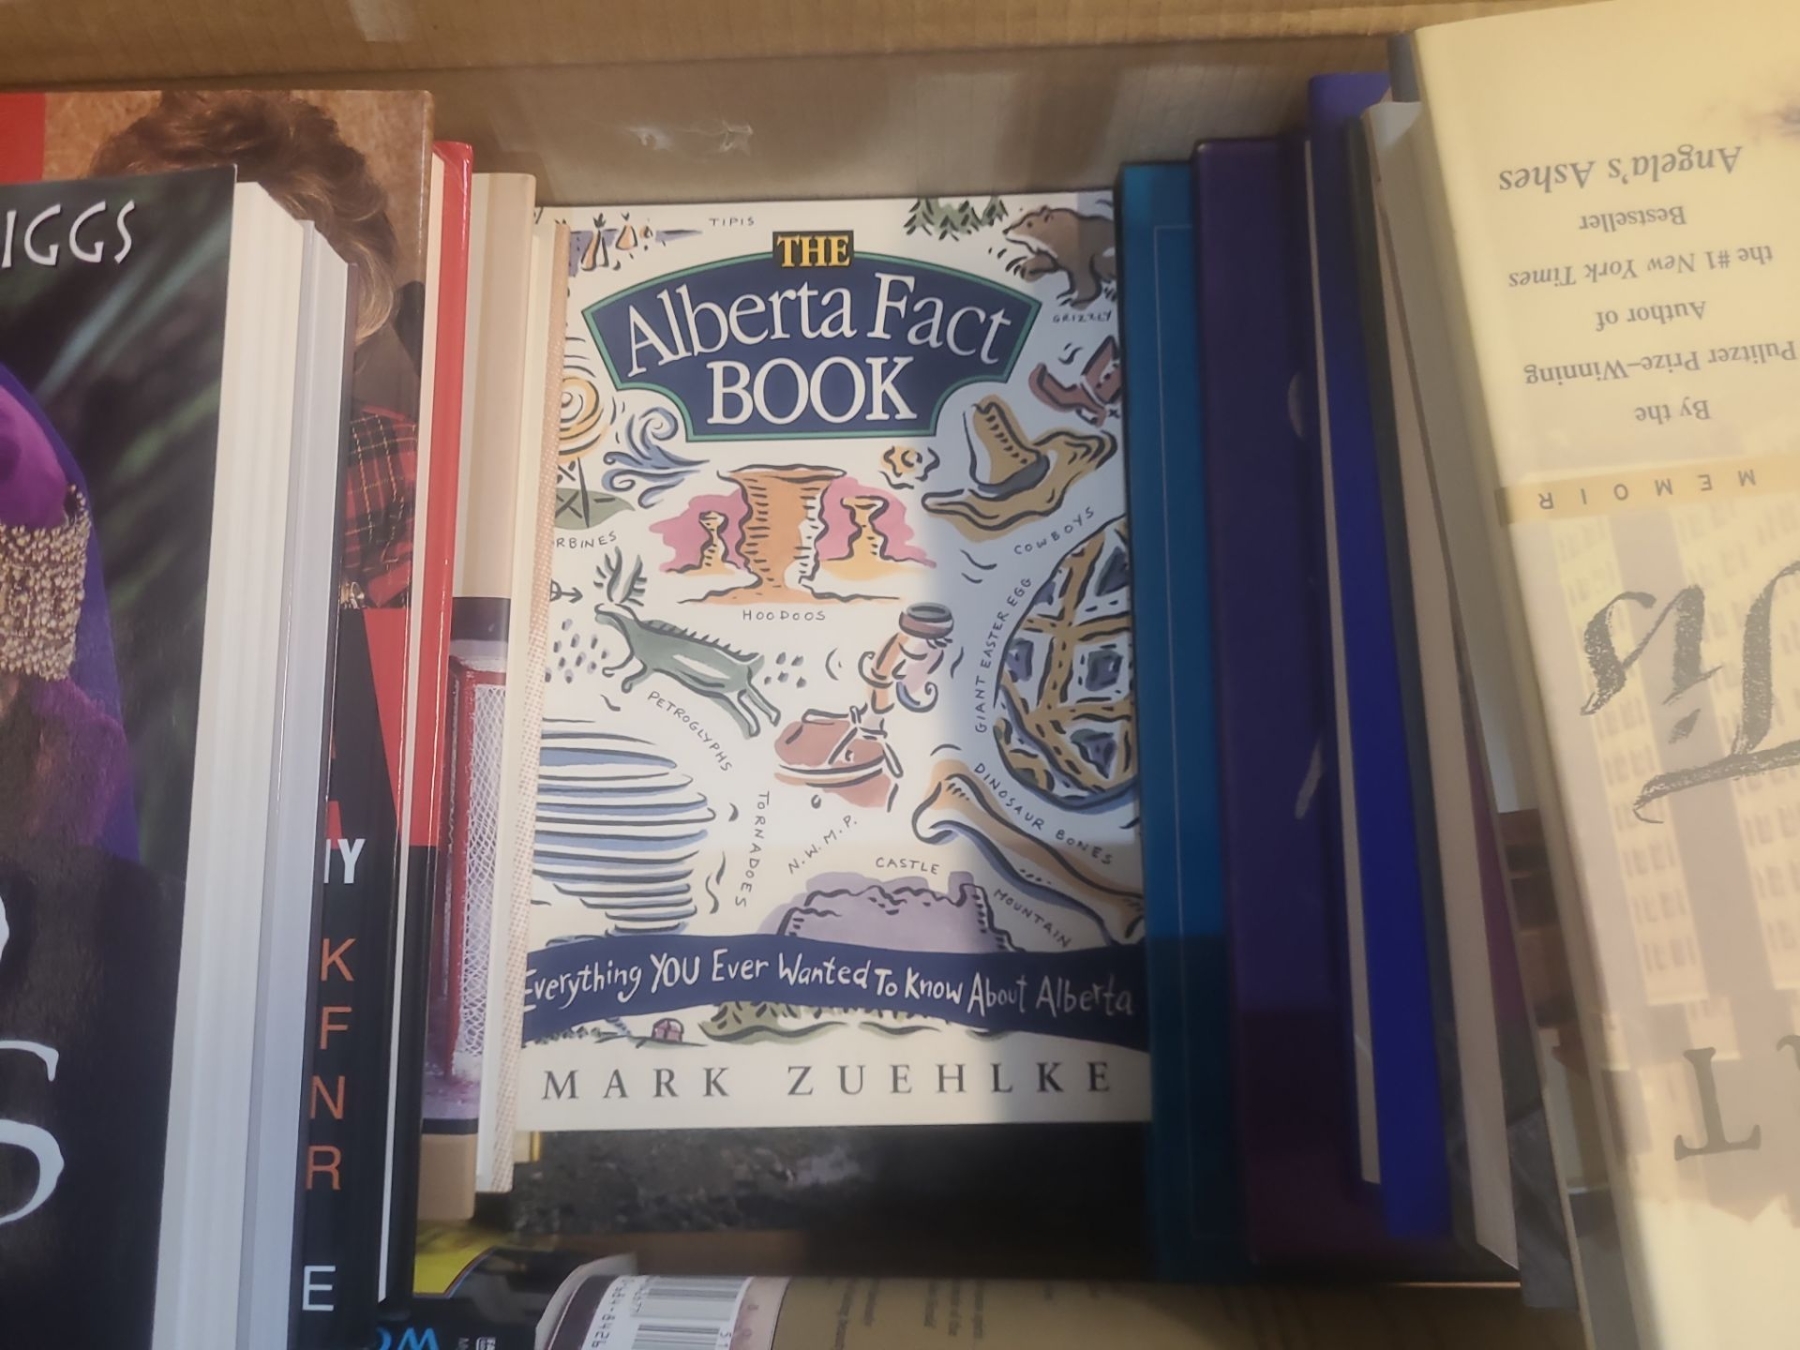 IGGS
TIPIS
THE
Alberta Fact
BOOK
GRIZZLY
RBINES
COWBOYS
HOODOOS
GIANT EASTER EGG
PETROGLYPHS
DINOSAUR BONES
TORNADOES
N.W.M.P.
CASTLE
MOUNTAIN
Everything YOU Ever Wanted To Know About Alberta
MARK ZUEHLKE
By the
Pulitzer Prize–Winning
Author of
the #1 New York Times
Bestseller
Angela's Ashes
MEMOIR
'Tis